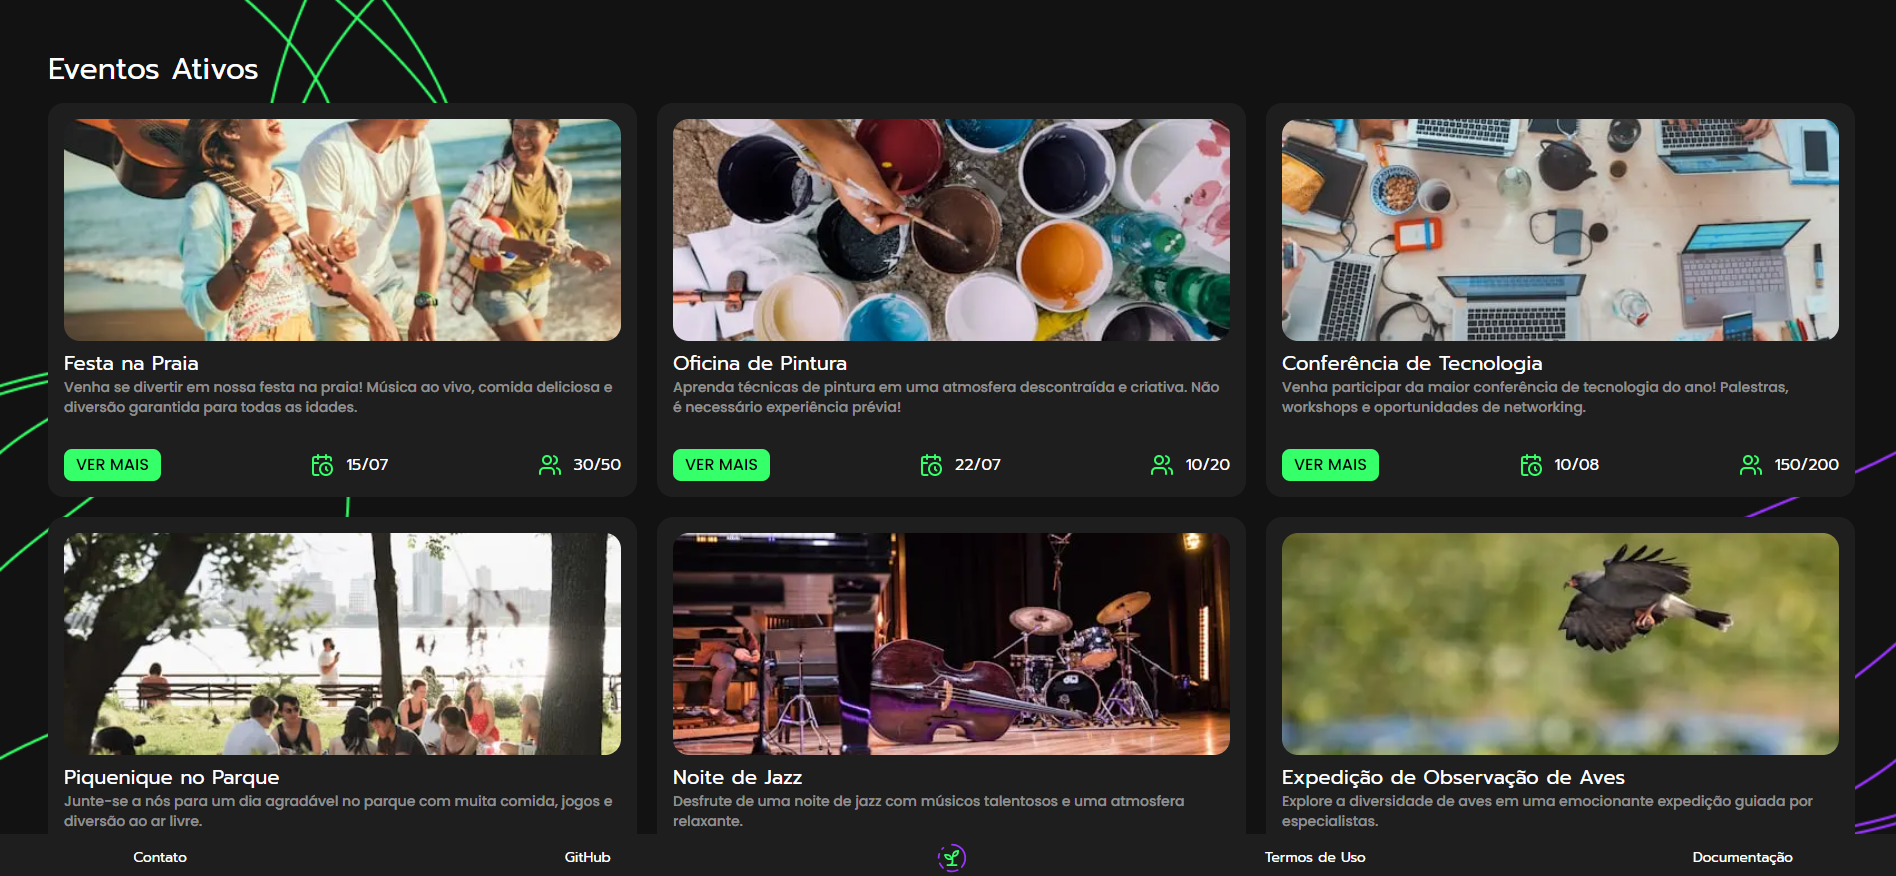 Eventos Ativos
Festa na Praia
Venha se divertir em nossa festa na praia! Música ao vivo, comida deliciosa e
diversão garantida para todas as idades.
VER MAIS 15/07 30/50
Oficina de Pintura
Aprenda técnicas de pintura em uma atmosfera descontraída e criativa. Não
é necessário experiência prévia!
VER MAIS 22/07 10/20
Conferência de Tecnologia
Venha participar da maior conferência de tecnologia do ano! Palestras,
workshops e oportunidades de networking.
VER MAIS 10/08 150/200
Piquenique no Parque
Junte-se a nós para um dia agradável no parque com muita comida, jogos e
diversão ao ar livre.
Noite de Jazz
Desfrute de uma noite de jazz com músicos talentosos e uma atmosfera
relaxante.
Expedição de Observação de Aves
Explore a diversidade de aves em uma emocionante expedição guiada por
especialistas.
Contato GitHub Termos de Uso Documentação